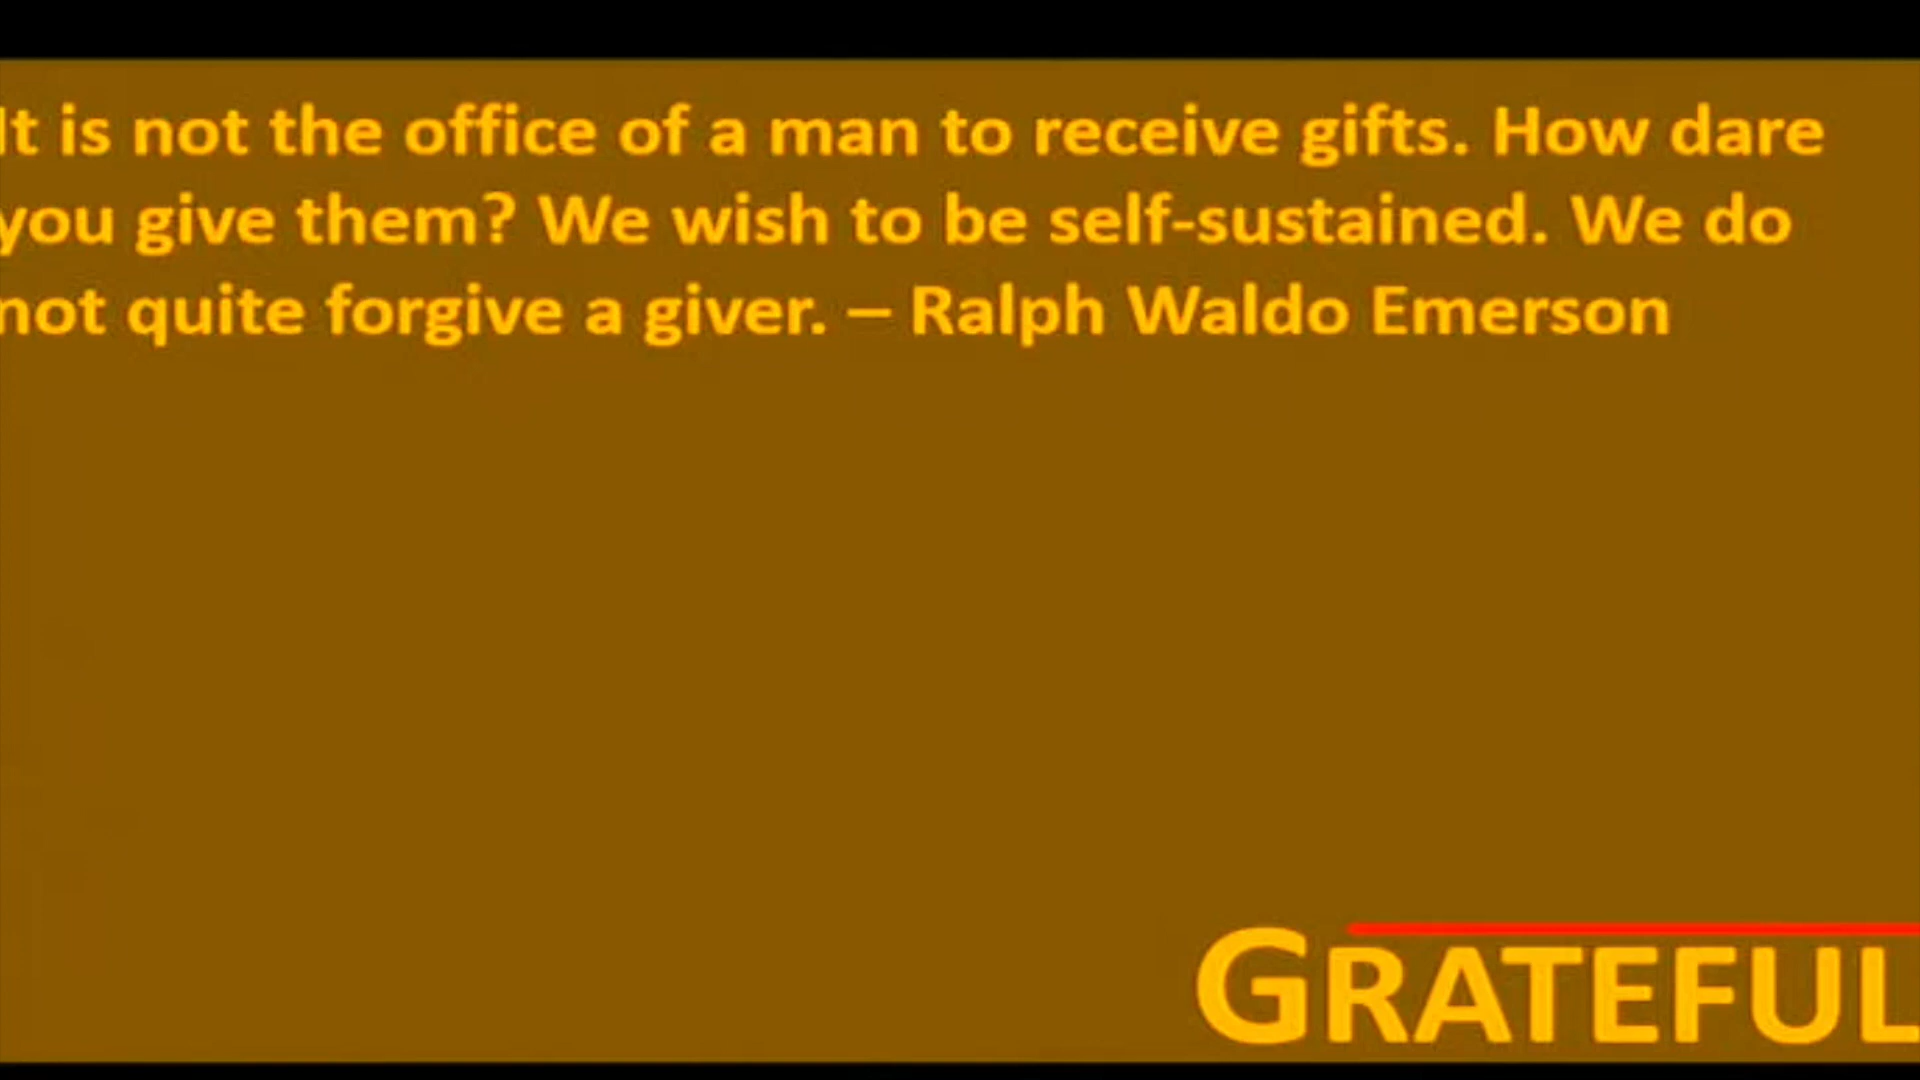 It is not the office of a man to receive gifts. How dare
you give them? We wish to be self-sustained. We do
not quite forgive a giver. – Ralph Waldo Emerson
GRATEFUL